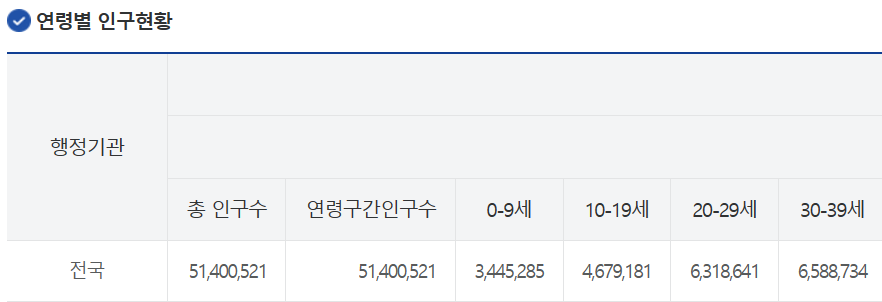 연령별 인구현황
행정기관
총 인구수 연령구간인구수 0-9세 10-19세 20-29세 30-39세
전국 51,400,521 51,400,521 3,445,285 4,679,181 6,318,641 6,588,734